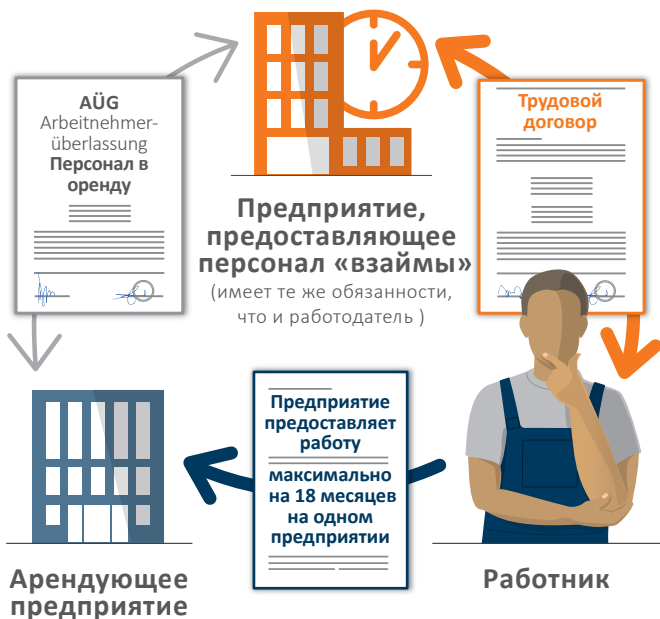 AÜG
Arbeitnehmer-
überlassung
Персонал в
оренду
Трудовой
договор
Предприятие,
предоставляющее
персонал «взаймы»
(имеет те же обязанности,
что и работодатель )
Предприятие
предоставляет
работу
максимально
на 18 месяцев
на одном
предприятии
Арендующее
предприятие
Работник